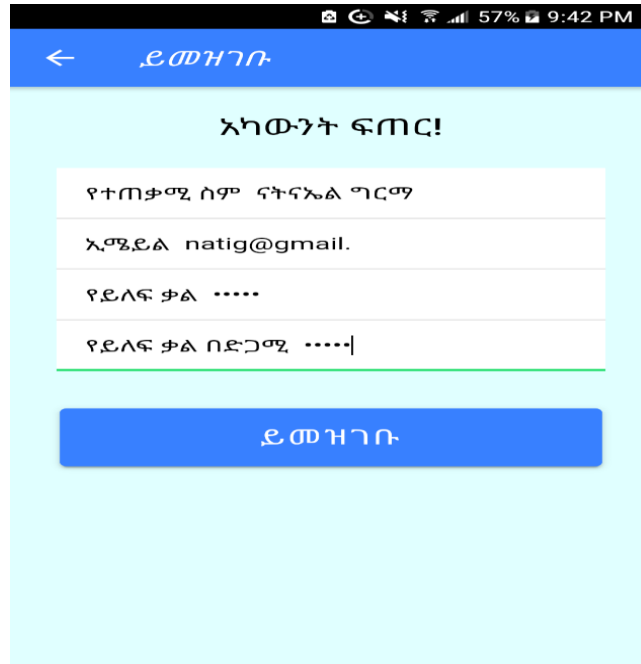 57% 9:42 PM
ይመዝገቡ
አካውንት ፍጠር!
የተጠቃሚ ስም ናትናኤል ግርማ
ኢሜይል natig@gmail.
የይለፍ ቃል •••••
የይለፍ ቃል በድጋሚ •••••
ይመዝገቡ